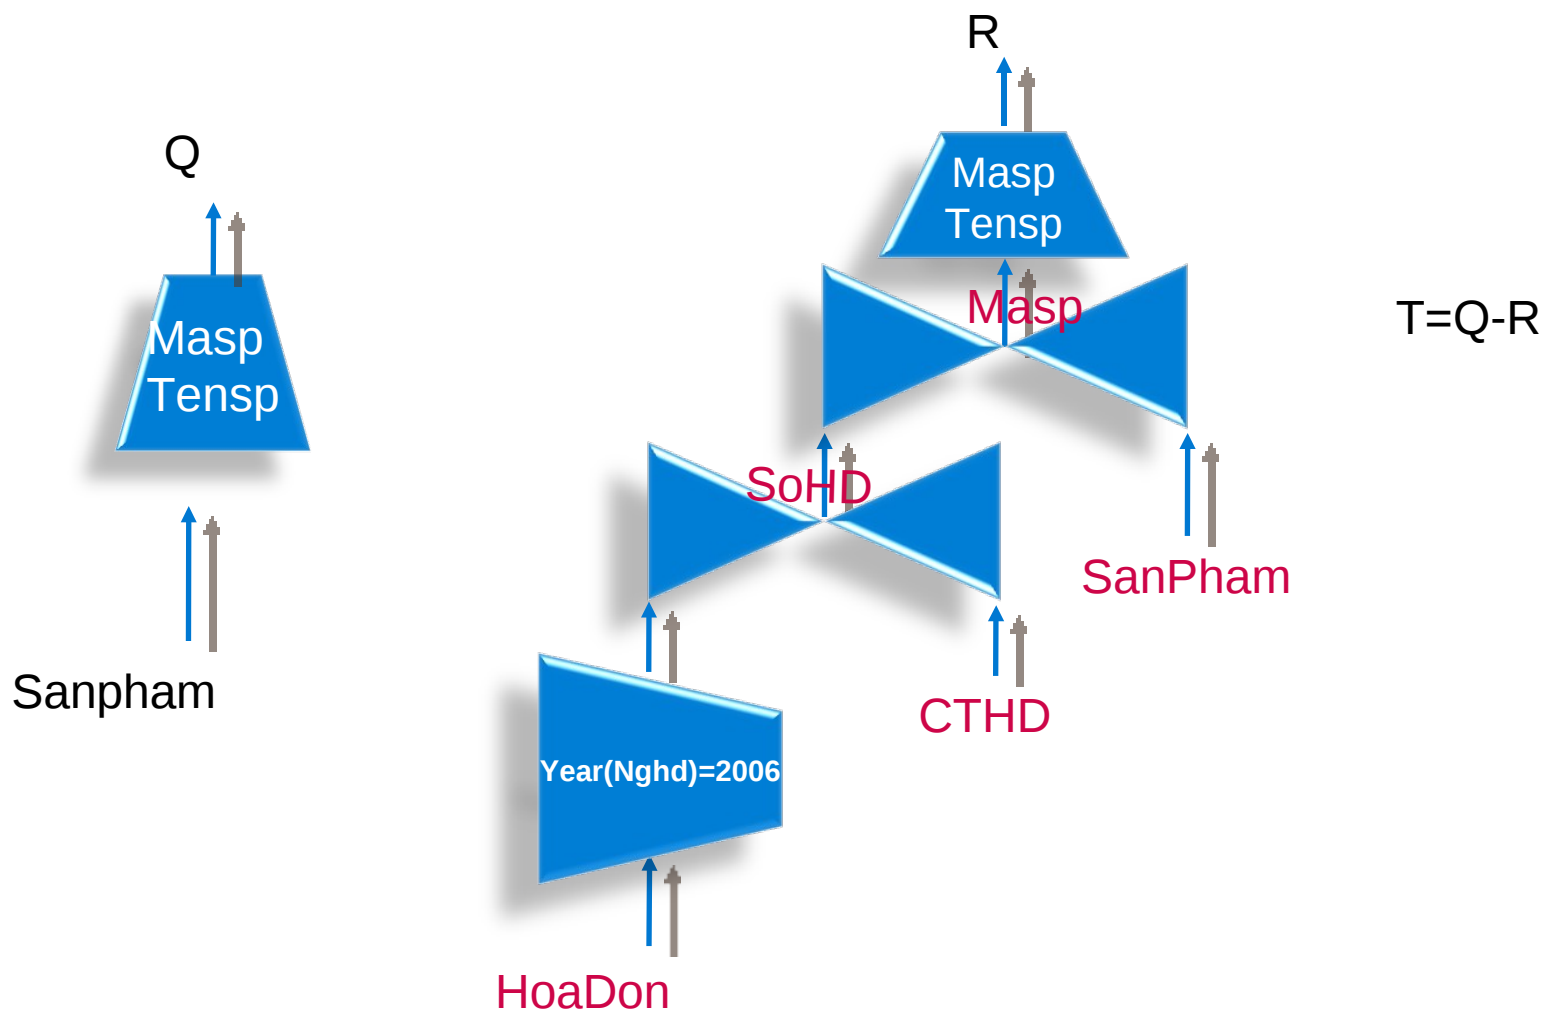 R
Q
Masp
Tensp
Masp
T=Q-R
Masp
Tensp
SoHD
SanPham
Sanpham
CTHD
Year(Nghd)=2006
HoaDon